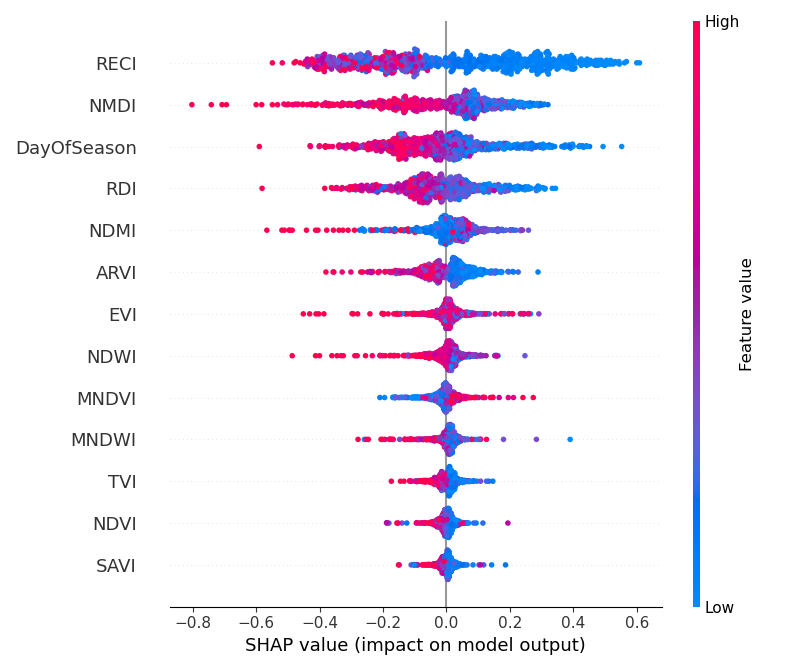 High
RECI
NMDI
DayOfSeason
RDI
NDMI
ARVI
EVI
NDWI
MNDVI
MNDWI
TVI
NDVI
SAVI
Feature value
Low
−0.8 −0.6 −0.4 −0.2 0.0 0.2 0.4 0.6
SHAP value (impact on model output)